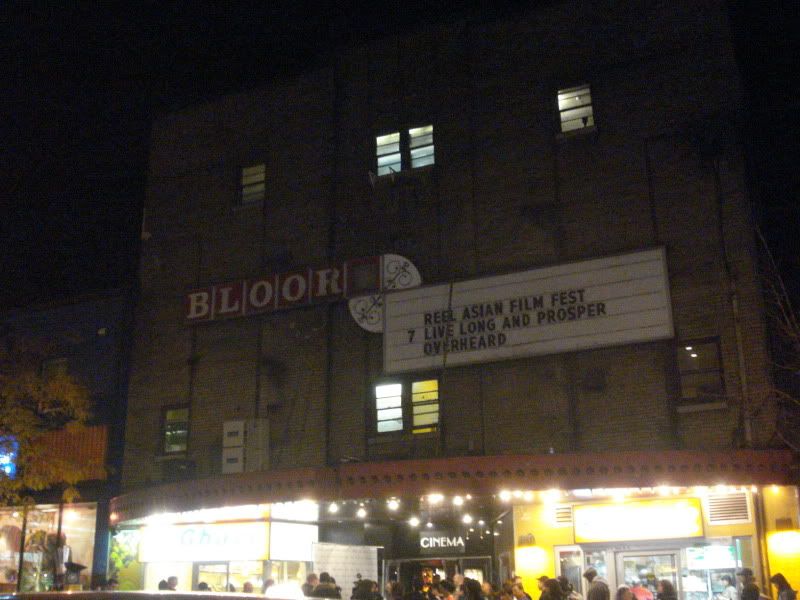 BLOOR
REEL ASIAN FILM FEST
7 LIVE LONG AND PROSPER
OVERHEARD
CINEMA